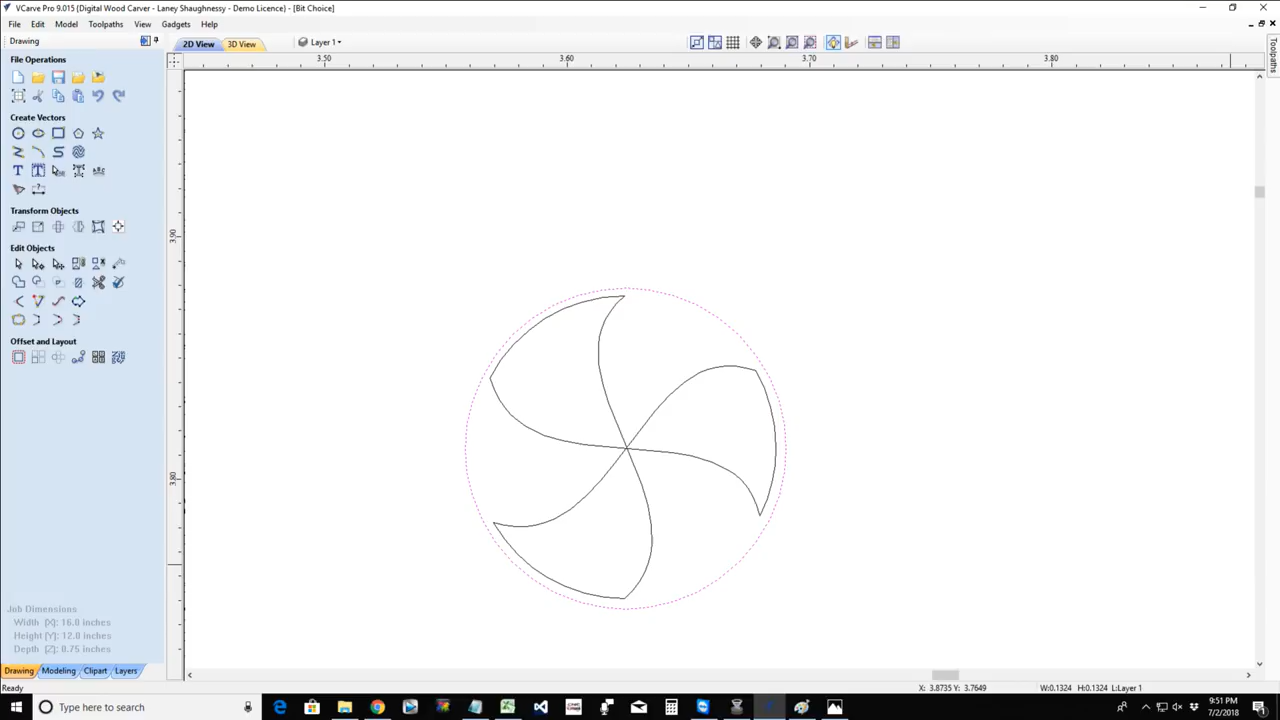 VCarve Pro 9.015 {Digital Wood Carver - Laney Shaughnessy - Demo Licence} - [Bit Choice]
File Edit Model Toolpaths View Gadgets Help
Drawing
2D View 3D View Layer 1
3.50 3.60 3.70 3.80
File Operations
Create Vectors
Transform Objects
Edit Objects
Offset and Layout
3.90
3.80
Toolpaths
Job Dimensions
Width (X): 16.0 inches
Height (Y): 12.0 inches
Depth (Z): 0.75 inches
Drawing Modeling Clipart Layers
Ready
X: 3.8735 Y: 3.7649
W:0.1324 H:0.1324 L:Layer 1
Type here to search
9:51 PM
7/2/2018